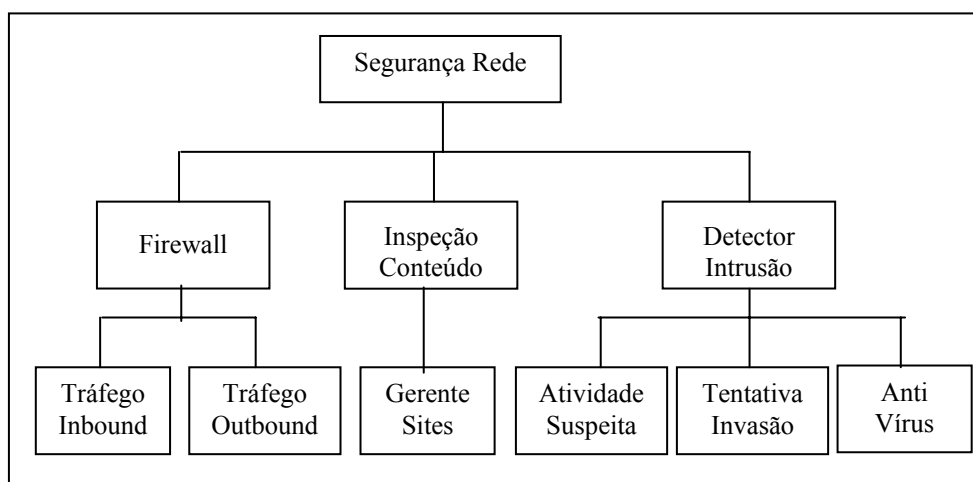 Segurança Rede
Firewall
Inspeção
Conteúdo
Detector
Intrusão
Tráfego
Inbound
Tráfego
Outbound
Gerente
Sites
Atividade
Suspeita
Tentativa
Invasão
Anti
Vírus